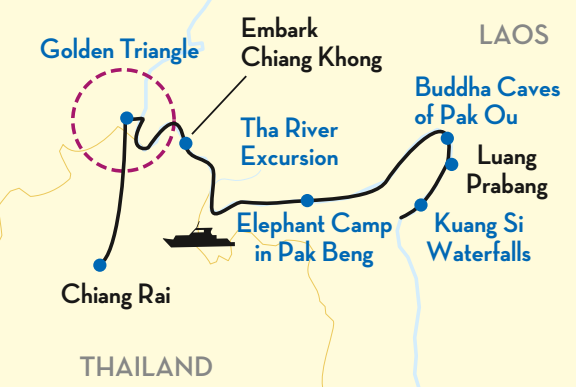 Embark
Chiang Khong
LAOS
Golden Triangle
Buddha Caves
of Pak Ou
Tha River
Excursion
Luang
Prabang
Elephant Camp
in Pak Beng
Kuang Si
Waterfalls
Chiang Rai
THAILAND